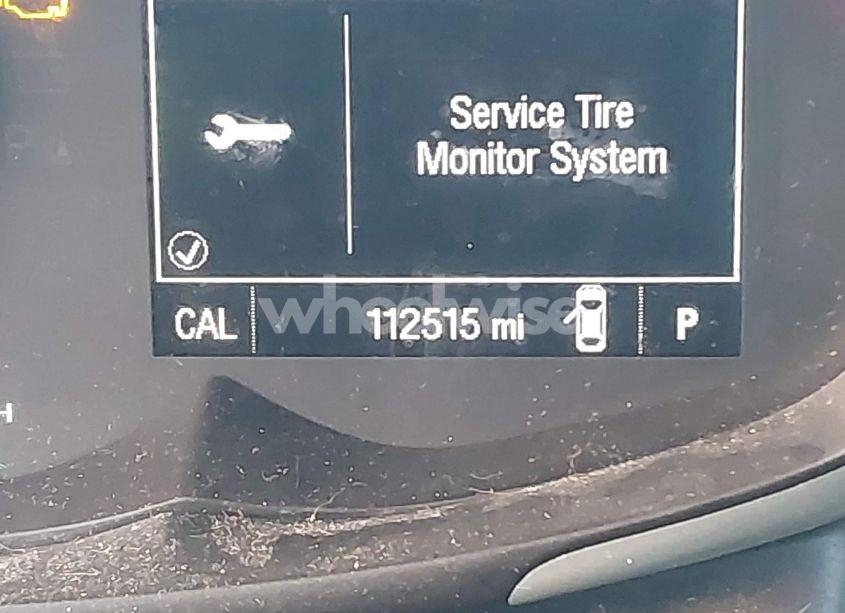 Service Tire
Monitor System
CAL
112515 mi
P
wheelwise
H